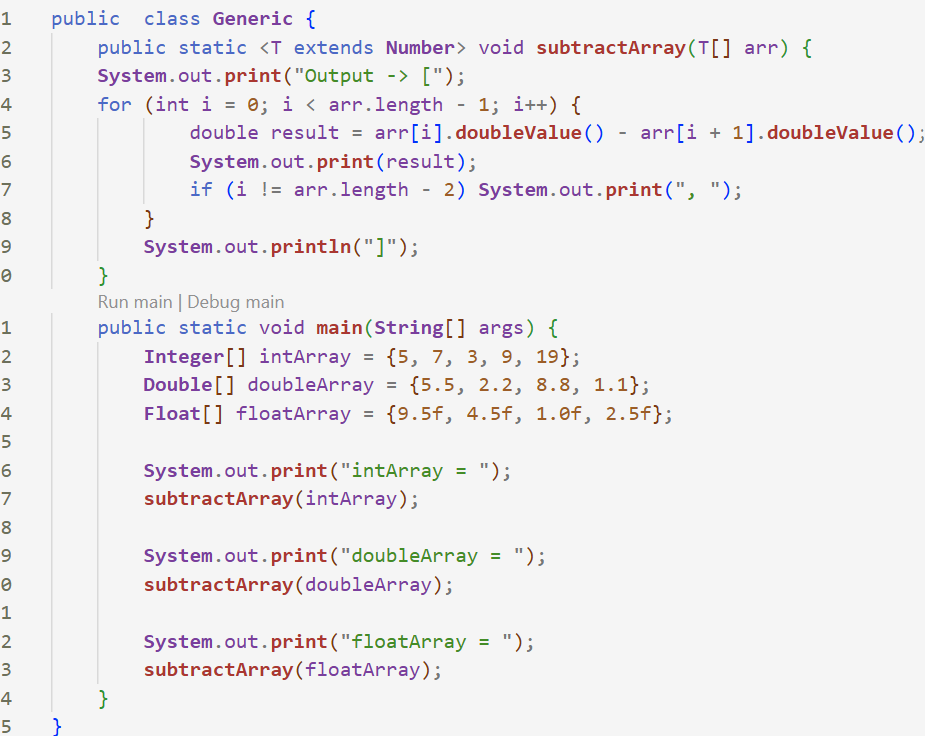 1 public  class Generic {
2     public static <T extends Number> void subtractArray(T[] arr) {
3     System.out.print("Output -> [");
4     for (int i = 0; i < arr.length - 1; i++) {
5             double result = arr[i].doubleValue() - arr[i + 1].doubleValue();
6             System.out.print(result);
7             if (i != arr.length - 2) System.out.print(", ");
8         }
9         System.out.println("]");
0     }
Run main | Debug main
1     public static void main(String[] args) {
2         Integer[] intArray = {5, 7, 3, 9, 19};
3         Double[] doubleArray = {5.5, 2.2, 8.8, 1.1};
4         Float[] floatArray = {9.5f, 4.5f, 1.0f, 2.5f};
5
6         System.out.print("intArray = ");
7         subtractArray(intArray);
8
9         System.out.print("doubleArray = ");
0         subtractArray(doubleArray);
1
2         System.out.print("floatArray = ");
3         subtractArray(floatArray);
4     }
5 }